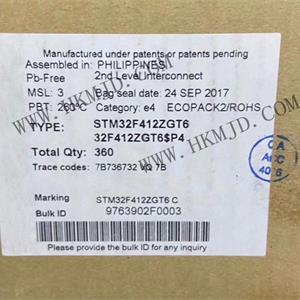 Manufactured under patents or patents pending
Assembled in: PHILIPPINES
Pb-Free 2nd Level Interconnect
MSL: 3 Bag seal date: 24 SEP 2017
PBT: 260°C Category: e4 ECOPACK2/ROHS
TYPE: STM32F412ZGT6
32F412ZGT6$P4
WWW.HKMJD.COM
Total Qty: 360
Trace codes: 7B736732 VQ 7B
Marking STM32F412ZGT6 C
Bulk ID 9763902F0003
Please provide the bulk ID for any inquiry